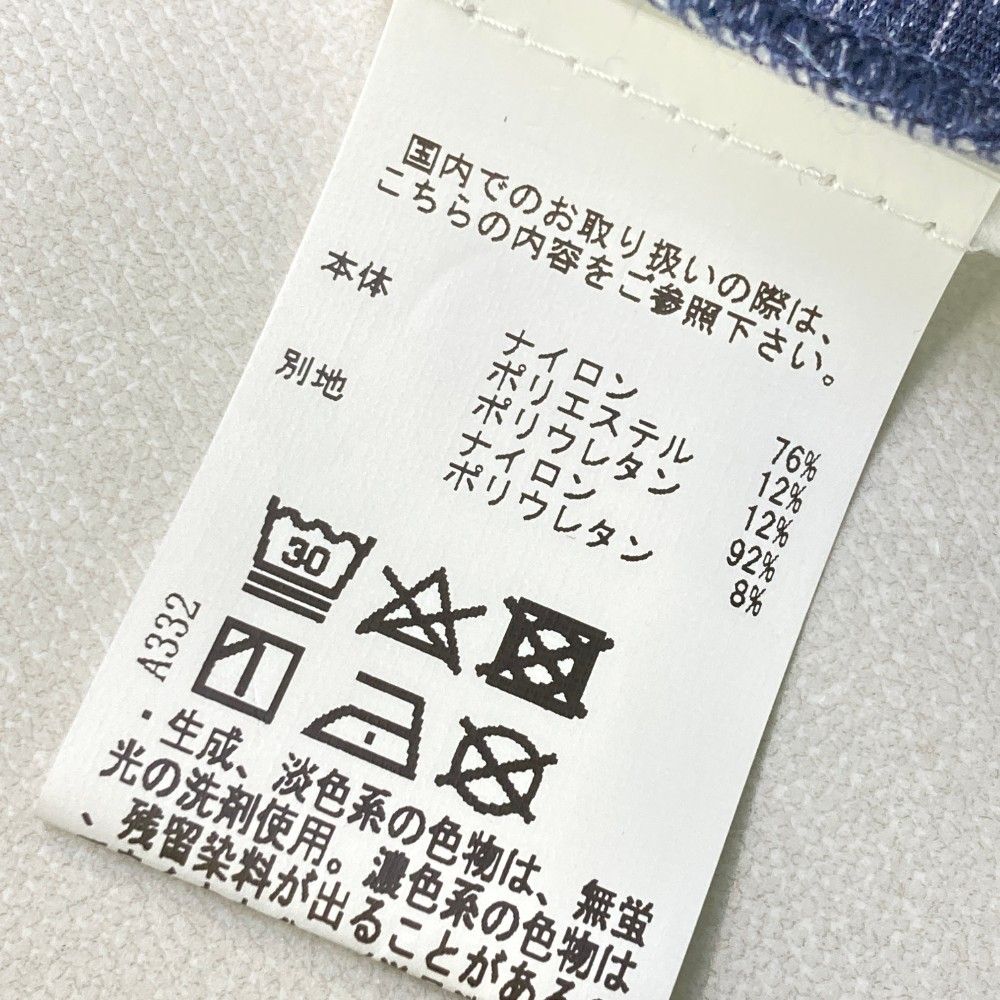 国内でのお取り扱いの際は、
こちらの内容をご参照下さい。
本体 ナイロン 76%
ポリエステル 12%
ポリウレタン 12%
別地 ナイロン 92%
ポリウレタン 8%
30
A332
・生成、淡色系の色物は、無蛍
光の洗剤使用。濃色系の色物は
、残留染料が出ることがある